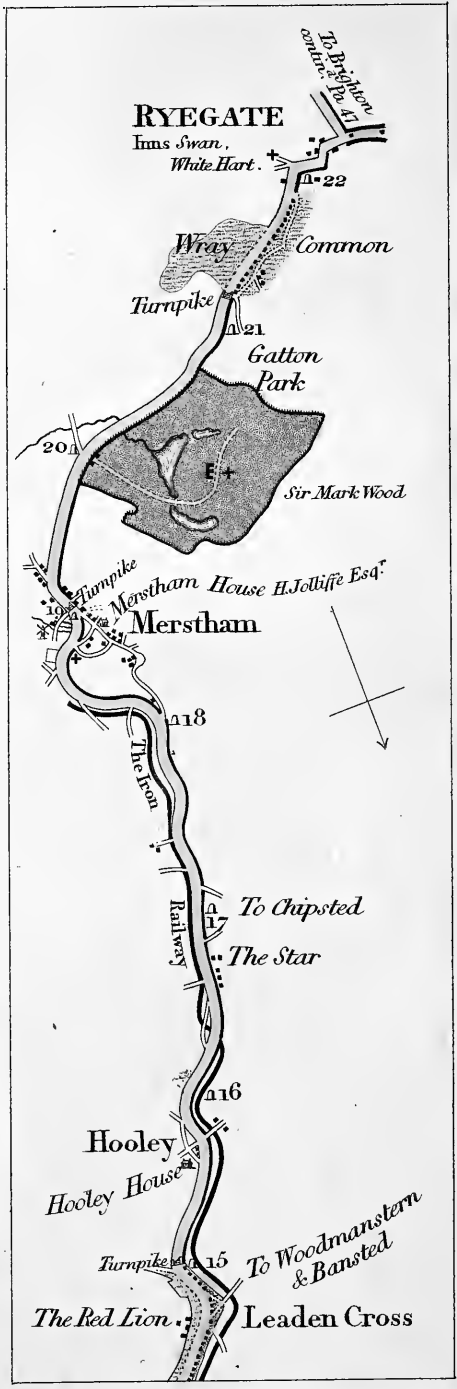 To Brighton
contin.d Pa 47
RYEGATE
Inns Swan,
White Hart.
22
Wray Common
Turnpike
21
Gatton
Park
20
E
Sir Mark Wood
Turnpike
19
Merstham House H. Jolliffe Esqr.
Merstham
18
The Iron
Railway
To Chipsted
17
The Star
16
Hooley
Hooley House
Turnpike
15
To Woodmanstern
& Bansted
The Red Lion
Leaden Cross